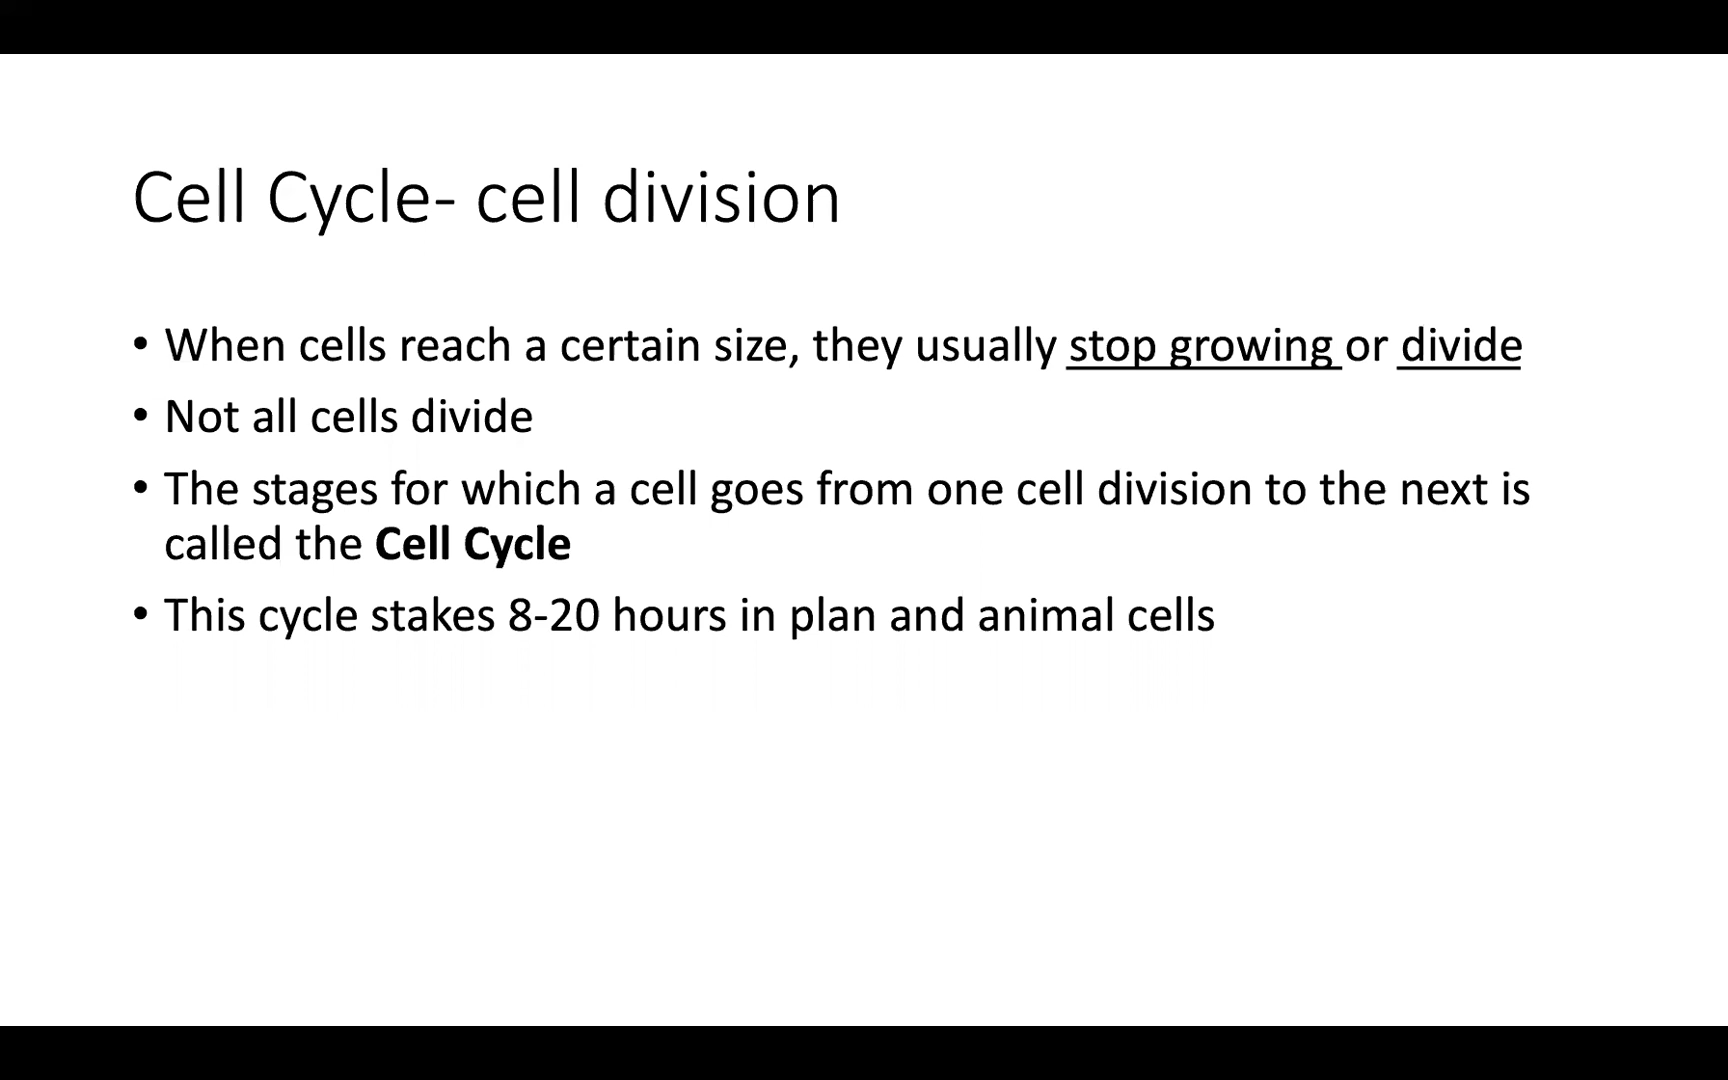 Cell Cycle- cell division
• When cells reach a certain size, they usually stop growing or divide
• Not all cells divide
• The stages for which a cell goes from one cell division to the next is
called the Cell Cycle
• This cycle stakes 8-20 hours in plan and animal cells